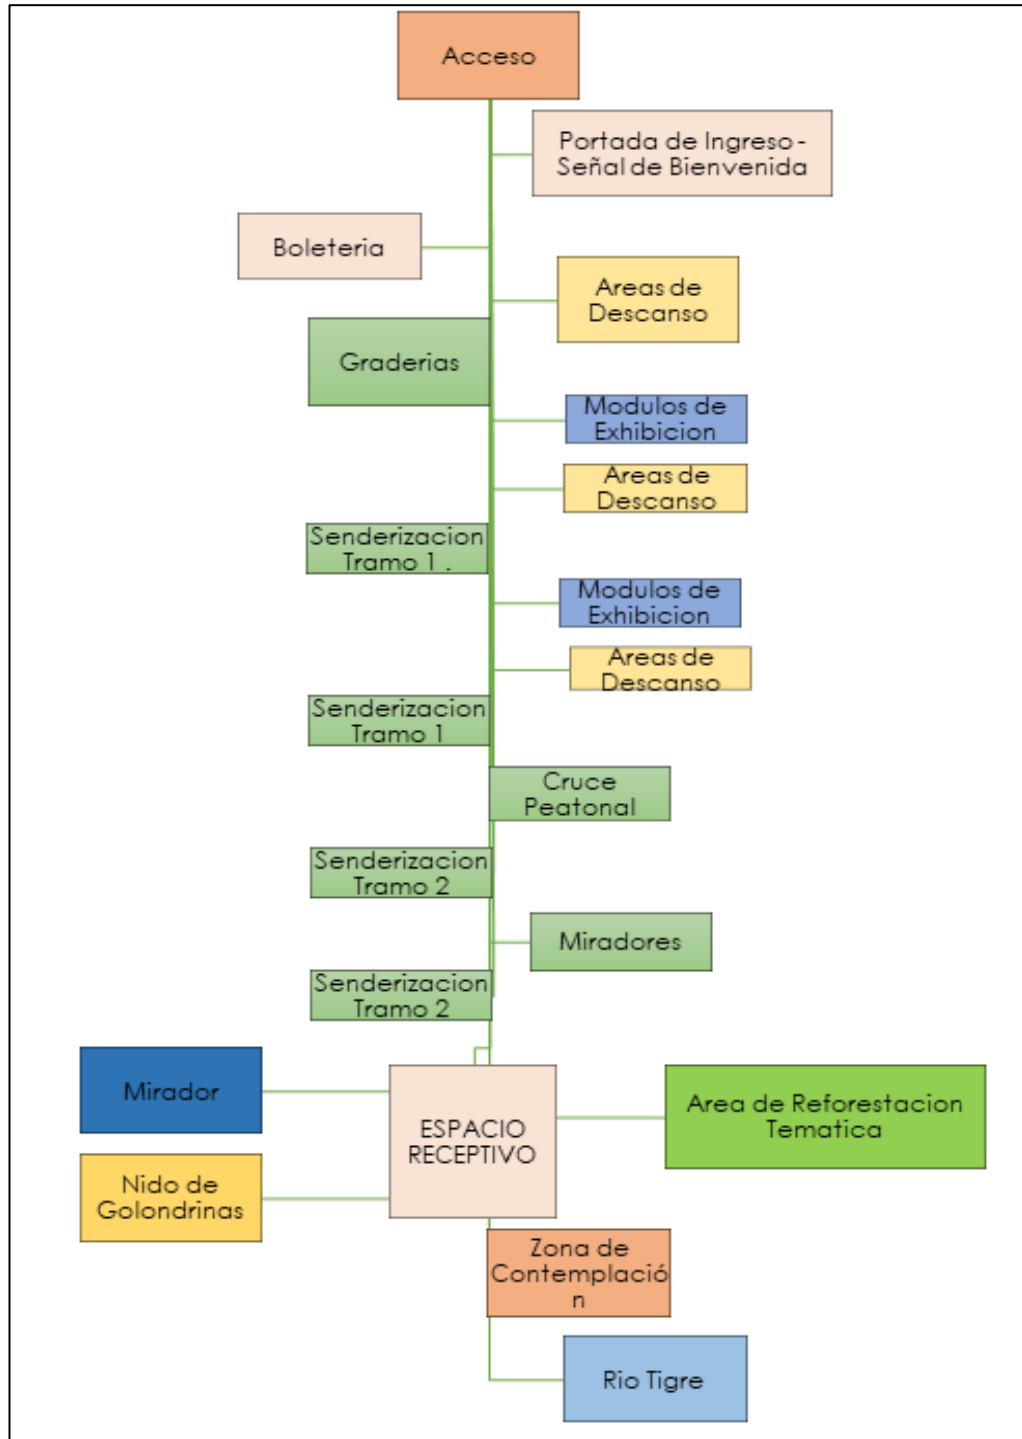 Acceso
Portada de Ingreso -
Señal de Bienvenida
Boleteria
Areas de
Descanso
Graderias
Modulos de
Exhibicion
Areas de
Descanso
Senderizacion
Tramo 1 .
Modulos de
Exhibicion
Areas de
Descanso
Senderizacion
Tramo 1
Cruce
Peatonal
Senderizacion
Tramo 2
Miradores
Senderizacion
Tramo 2
Mirador
ESPACIO
RECEPTIVO
Area de Reforestacion
Tematica
Nido de
Golondrinas
Zona de
Contemplació
n
Rio Tigre